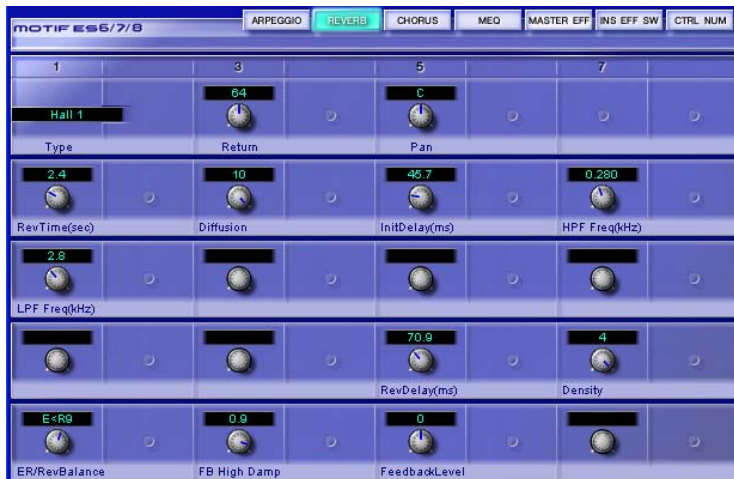 MOTIF ES6/7/8
ARPEGGIO REVERB CHORUS MEQ MASTER EFF INS EFF SW CTRL NUM
1 3 5 7
64 C
Hall 1
Type Return Pan
2.4 10 45.7 0.280
RevTime(sec) Diffusion InitDelay(ms) HPF Freq(kHz)
2.8
LPF Freq(kHz)
70.9 4
RevDelay(ms) Density
E<R9 0.9 0
ER/RevBalance FB High Damp FeedbackLevel